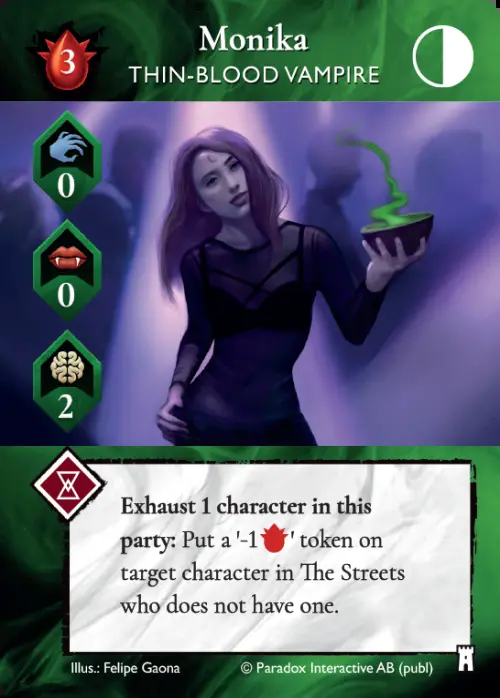 3
Monika
THIN-BLOOD VAMPIRE
0
0
2
Exhaust 1 character in this
party: Put a '-1 ' token on
target character in The Streets
who does not have one.
Illus.: Felipe Gaona © Paradox Interactive AB (publ)